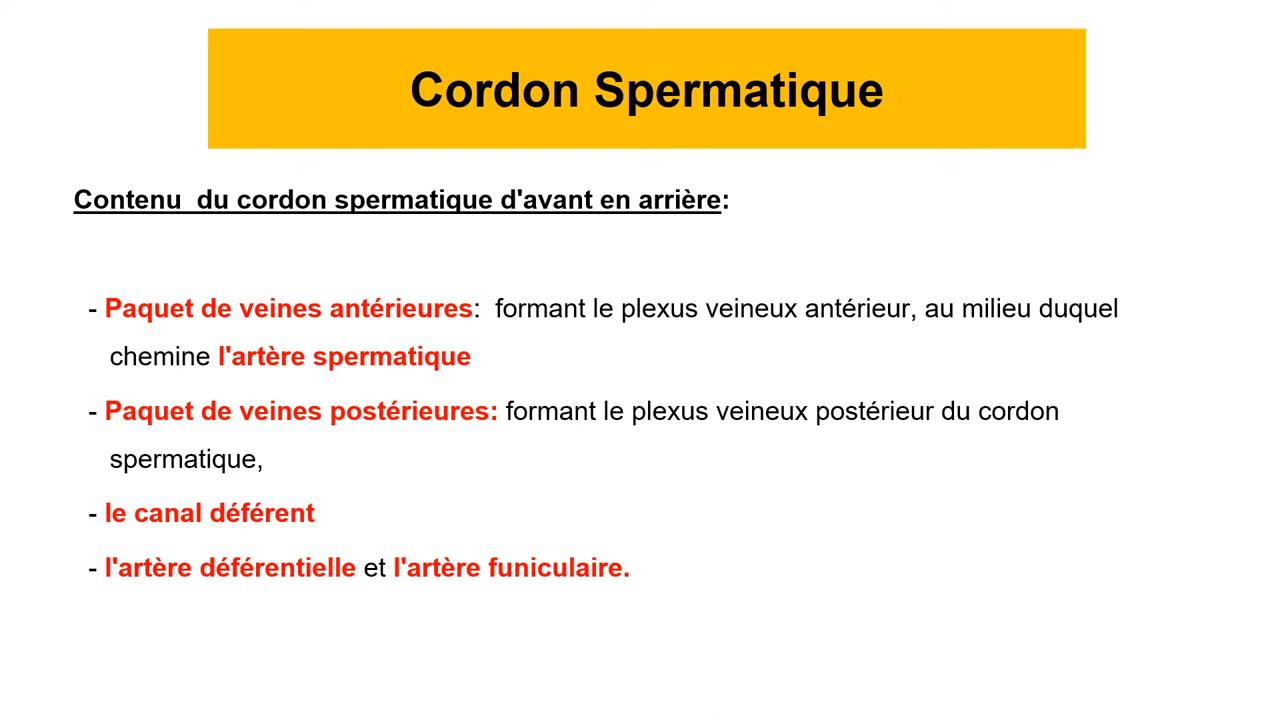 Cordon Spermatique
Contenu du cordon spermatique d'avant en arrière:
- Paquet de veines antérieures: formant le plexus veineux antérieur, au milieu duquel
chemine l'artère spermatique
- Paquet de veines postérieures: formant le plexus veineux postérieur du cordon
spermatique,
- le canal déférent
- l'artère déférentielle et l'artère funiculaire.